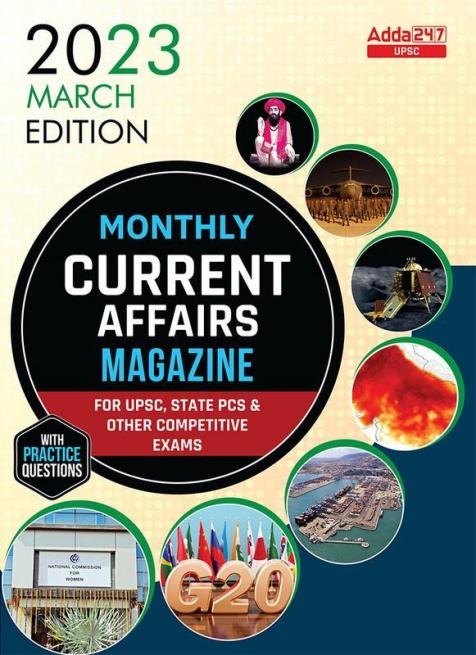 2023
MARCH
EDITION
Adda247
UPSC
MONTHLY
CURRENT
AFFAIRS
MAGAZINE
FOR UPSC, STATE PCS &
OTHER COMPETITIVE
EXAMS
WITH
PRACTICE
QUESTIONS
NATIONAL COMMISSION
FOR
WOMEN
G20